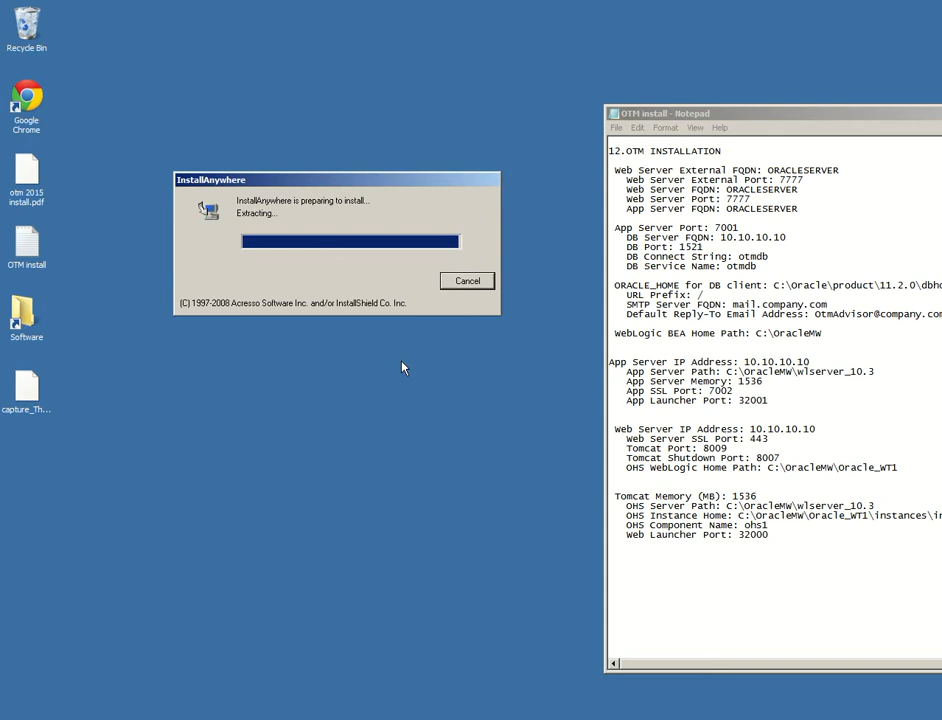 Recycle Bin
Google
Chrome
otm 2015
install.pdf
OTM install
Software
capture_Th...
InstallAnywhere
InstallAnywhere is preparing to install...
Extracting...
Cancel
(C) 1997-2008 Acresso Software Inc. and/or InstallShield Co. Inc.
OTM install - Notepad
File Edit Format View Help
12.OTM INSTALLATION
Web Server External FQDN: ORACLESERVER
Web Server External Port: 7777
Web Server FQDN: ORACLESERVER
Web Server Port: 7777
App Server FQDN: ORACLESERVER
App Server Port: 7001
DB Server FQDN: 10.10.10.10
DB Port: 1521
DB Connect String: otmdb
DB Service Name: otmdb
ORACLE_HOME for DB client: C:\Oracle\product\11.2.0\dbho
URL Prefix: /
SMTP Server FQDN: mail.company.com
Default Reply-To Email Address: OtmAdvisor@company.com
WebLogic BEA Home Path: C:\OracleMW
App Server IP Address: 10.10.10.10
App Server Path: C:\OracleMW\wlserver_10.3
App Server Memory: 1536
App SSL Port: 7002
App Launcher Port: 32001
Web Server IP Address: 10.10.10.10
Web Server SSL Port: 443
Tomcat Port: 8009
Tomcat Shutdown Port: 8007
OHS WebLogic Home Path: C:\OracleMW\Oracle_WT1
Tomcat Memory (MB): 1536
OHS Server Path: C:\OracleMW\wlserver_10.3
OHS Instance Home: C:\OracleMW\Oracle_WT1\instances\in
OHS Component Name: ohs1
Web Launcher Port: 32000